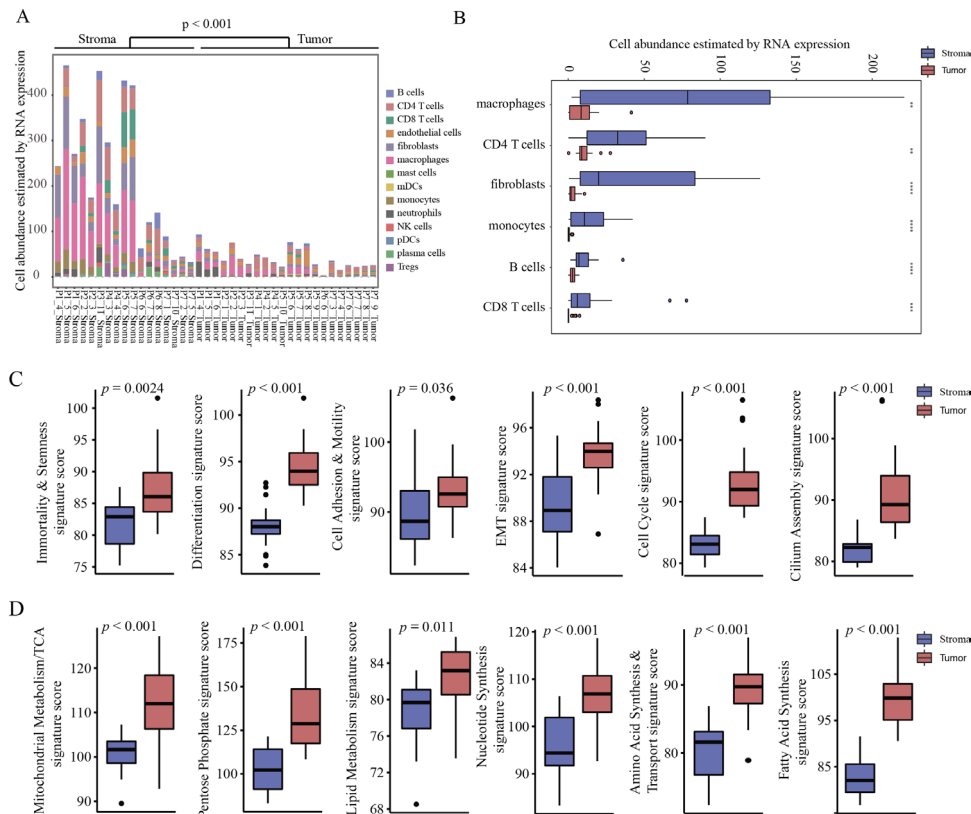 A
p < 0.001
Stroma
Tumor
Cell abundance estimated by RNA expression
400
300
200
100
0
B cells
CD4 T cells
CD8 T cells
endothelial cells
fibroblasts
macrophages
mast cells
mDCs
monocytes
neutrophils
NK cells
pDCs
plasma cells
Tregs
B
Cell abundance estimated by RNA expression
0
50
100
150
200
Stroma
Tumor
macrophages
CD4 T cells
fibroblasts
monocytes
B cells
CD8 T cells
C
p = 0.0024
Immortality & Stemness
signature score
100
95
90
85
80
75
p < 0.001
Differentiation signature score
100
95
90
85
p = 0.036
Cell Adhesion & Motility
signature score
100
90
p < 0.001
EMT signature score
96
92
88
84
p < 0.001
Cell Cycle signature score
100
90
80
p < 0.001
Cilium Assembly signature score
100
90
80
Stroma
Tumor
D
p < 0.001
Mitochondrial Metabolism/TCA
signature score
120
110
100
90
p < 0.001
Pentose Phosphate signature score
175
150
125
100
p = 0.011
Lipid Metabolism signature score
84
80
76
72
68
p < 0.001
Nucleotide Synthesis
signature score
120
110
100
90
p < 0.001
Amino Acid Synthesis &
Transport signature score
90
80
p < 0.001
Fatty Acid Synthesis
signature score
105
95
85
Stroma
Tumor